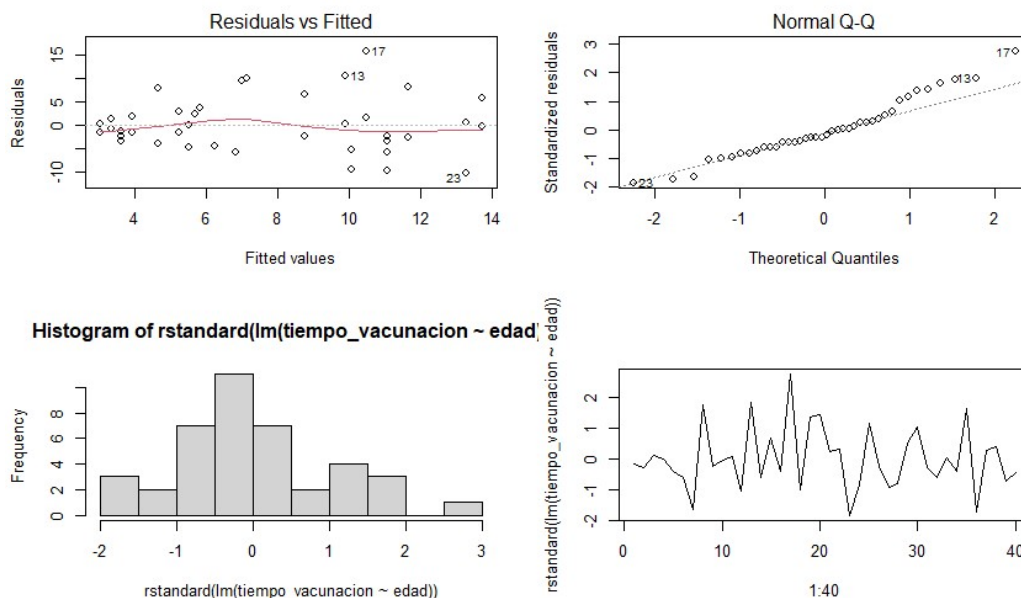 Residuals vs Fitted
Residuals
-10 0 5 15
17
13
23
4 6 8 10 12 14
Fitted values
Normal Q-Q
Standardized residuals
-2 -1 0 1 2 3
17
13
23
-2 -1 0 1 2
Theoretical Quantiles
Histogram of rstandard(lm(tiempo_vacunacion ~ edad)
Frequency
0 2 4 6 8
-2 -1 0 1 2 3
rstandard(lm(tiempo_vacunacion ~ edad))
rstandard(lm(tiempo_vacunacion ~ edad))
-2 -1 0 1 2
0 10 20 30 40
1:40